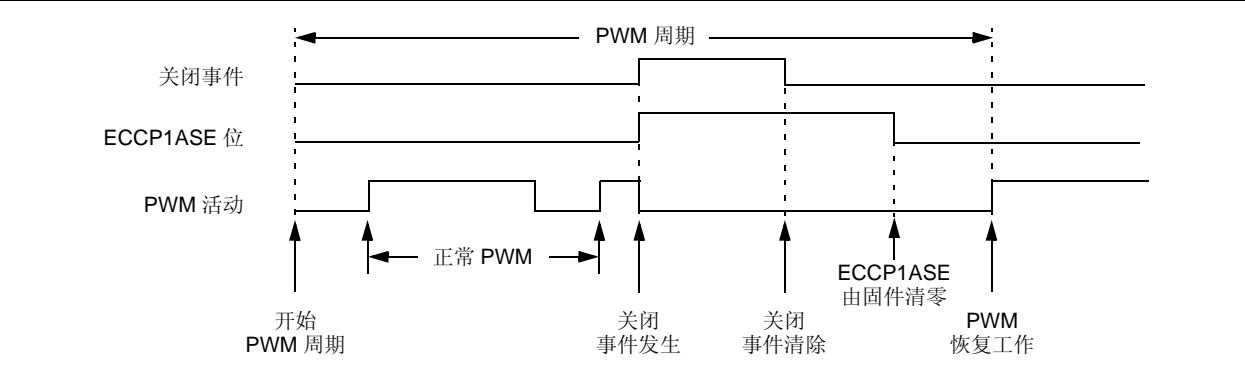 PWM 周期
关闭事件
ECCP1ASE 位
PWM 活动
正常 PWM
ECCP1ASE
由固件清零
开始
PWM 周期
关闭
事件发生
关闭
事件清除
PWM
恢复工作